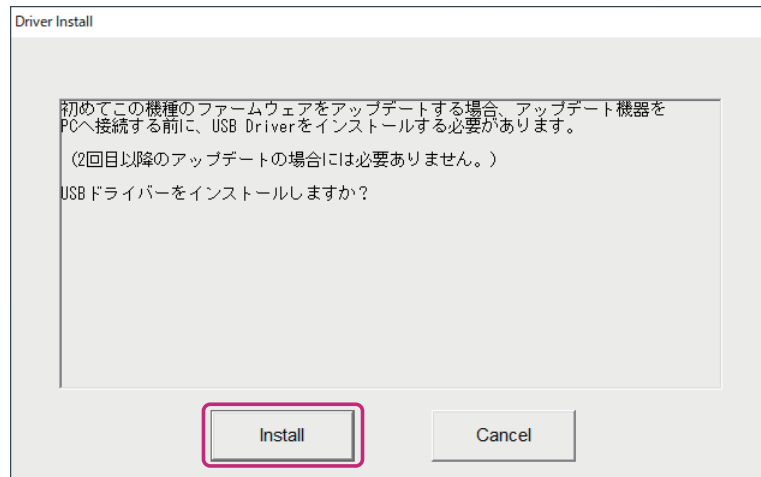 Driver Install
初めてこの機種のファームウェアをアップデートする場合、アップデート機器を
PCへ接続する前に、USB Driverをインストールする必要があります。
（2回目以降のアップデートの場合には必要ありません。）
USBドライバーをインストールしますか？
Install
Cancel